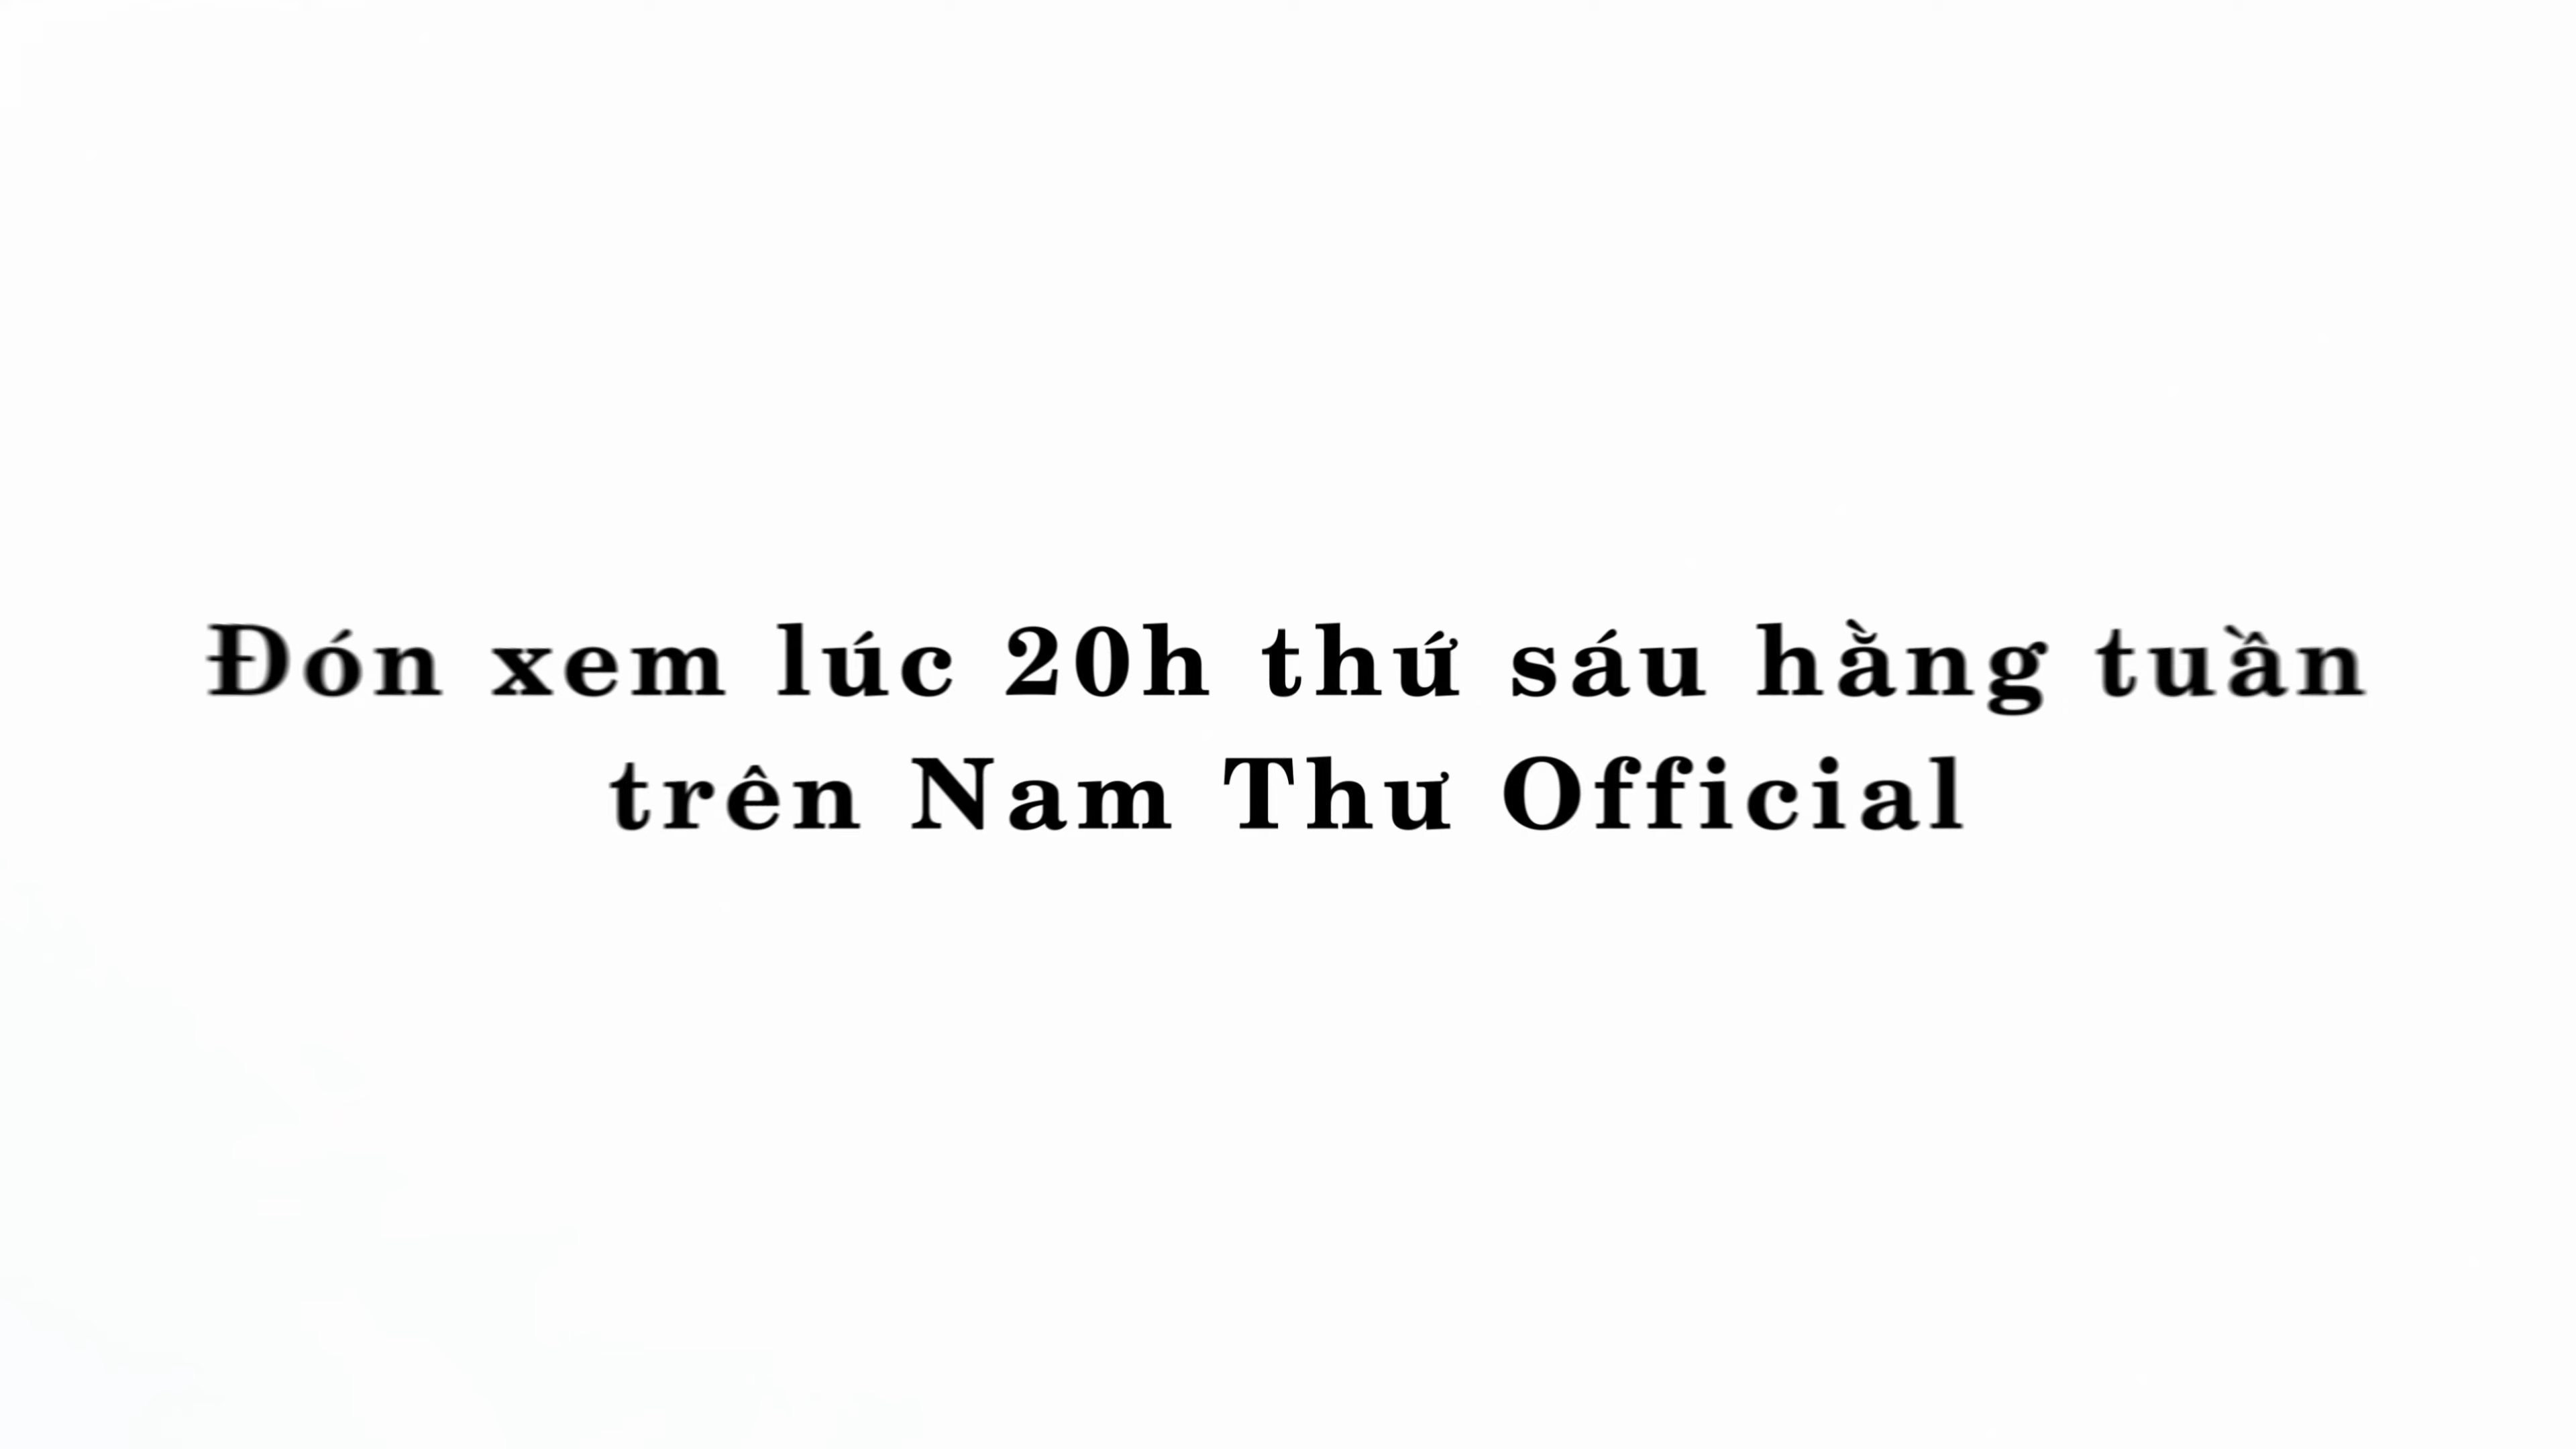 Đón xem lúc 20h thứ sáu hằng tuần
trên Nam Thư Official